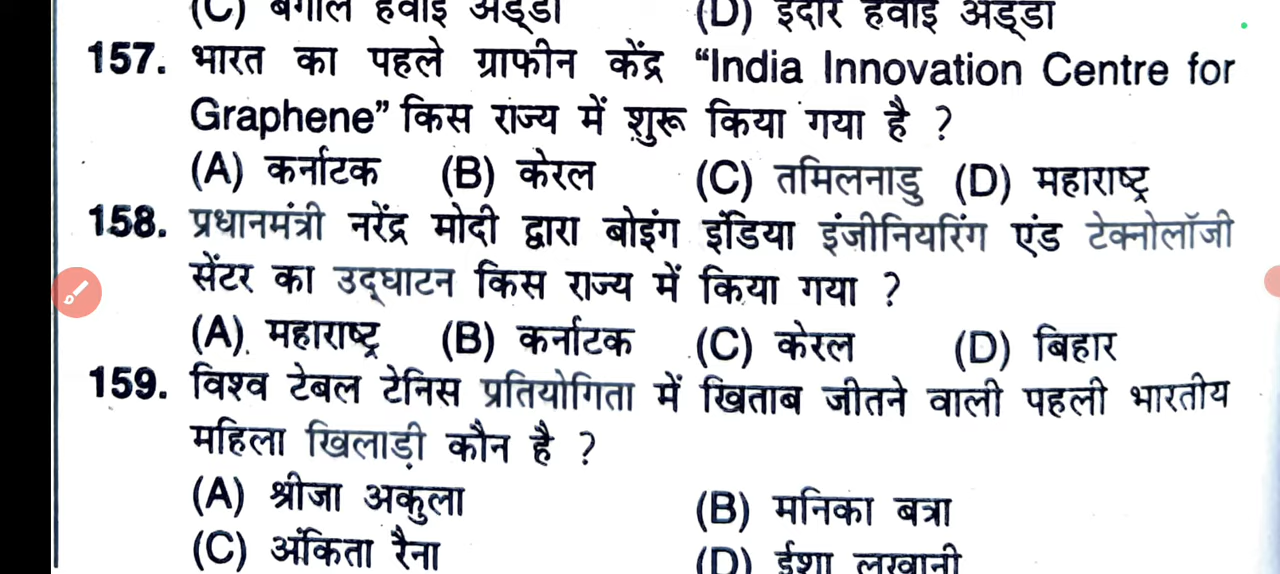 (C) बंगाल हवाई अड्डा (D) इंदौर हवाई अड्डा
157. भारत का पहले ग्राफीन केंद्र “India Innovation Centre for
Graphene” किस राज्य में शुरू किया गया है ?
(A) कर्नाटक (B) केरल (C) तमिलनाडु (D) महाराष्ट्र
158. प्रधानमंत्री नरेंद्र मोदी द्वारा बोइंग इंडिया इंजीनियरिंग एंड टेक्नोलॉजी
सेंटर का उद्घाटन किस राज्य में किया गया ?
(A) महाराष्ट्र (B) कर्नाटक (C) केरल (D) बिहार
159. विश्व टेबल टेनिस प्रतियोगिता में खिताब जीतने वाली पहली भारतीय
महिला खिलाड़ी कौन है ?
(A) श्रीजा अकुला (B) मनिका बत्रा
(C) अंकिता रैना (D) ईशा लखानी